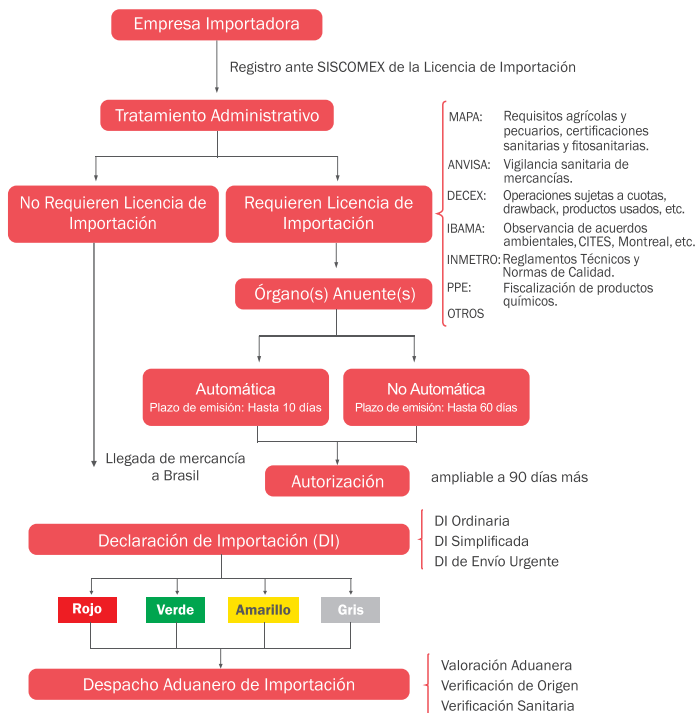 Empresa Importadora
Registro ante SISCOMEX de la Licencia de Importación
Tratamiento Administrativo
No Requieren Licencia de
Importación
Requieren Licencia de
Importación
MAPA: Requisitos agrícolas y
pecuarios, certificaciones
sanitarias y fitosanitarias.
ANVISA: Vigilancia sanitaria de
mercancías.
DECEX: Operaciones sujetas a cuotas,
drawback, productos usados, etc.
IBAMA: Observancia de acuerdos
ambientales, CITES, Montreal, etc.
INMETRO: Reglamentos Técnicos y
Normas de Calidad.
PPE: Fiscalización de productos
químicos.
OTROS
Órgano(s) Anuente(s)
Automática
Plazo de emisión: Hasta 10 días
No Automática
Plazo de emisión: Hasta 60 días
Llegada de mercancía
a Brasil
Autorización
ampliable a 90 días más
Declaración de Importación (DI)
DI Ordinaria
DI Simplificada
DI de Envío Urgente
Rojo
Verde
Amarillo
Gris
Despacho Aduanero de Importación
Valoración Aduanera
Verificación de Origen
Verificación Sanitaria